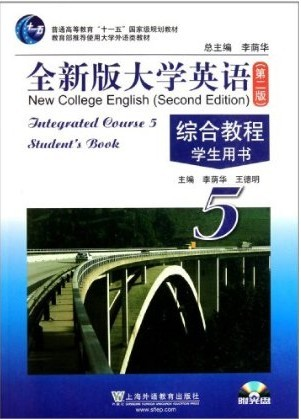 普通高等教育“十一五”国家级规划教材
教育部推荐使用大学外语类教材
总主编 李荫华
全新版大学英语
(第二版)
New College English (Second Edition)
Integrated Course 5
Student's Book
综合教程
学生用书
主编 李荫华 王德明
5
上海外语教育出版社
www.sflep.com
附光盘